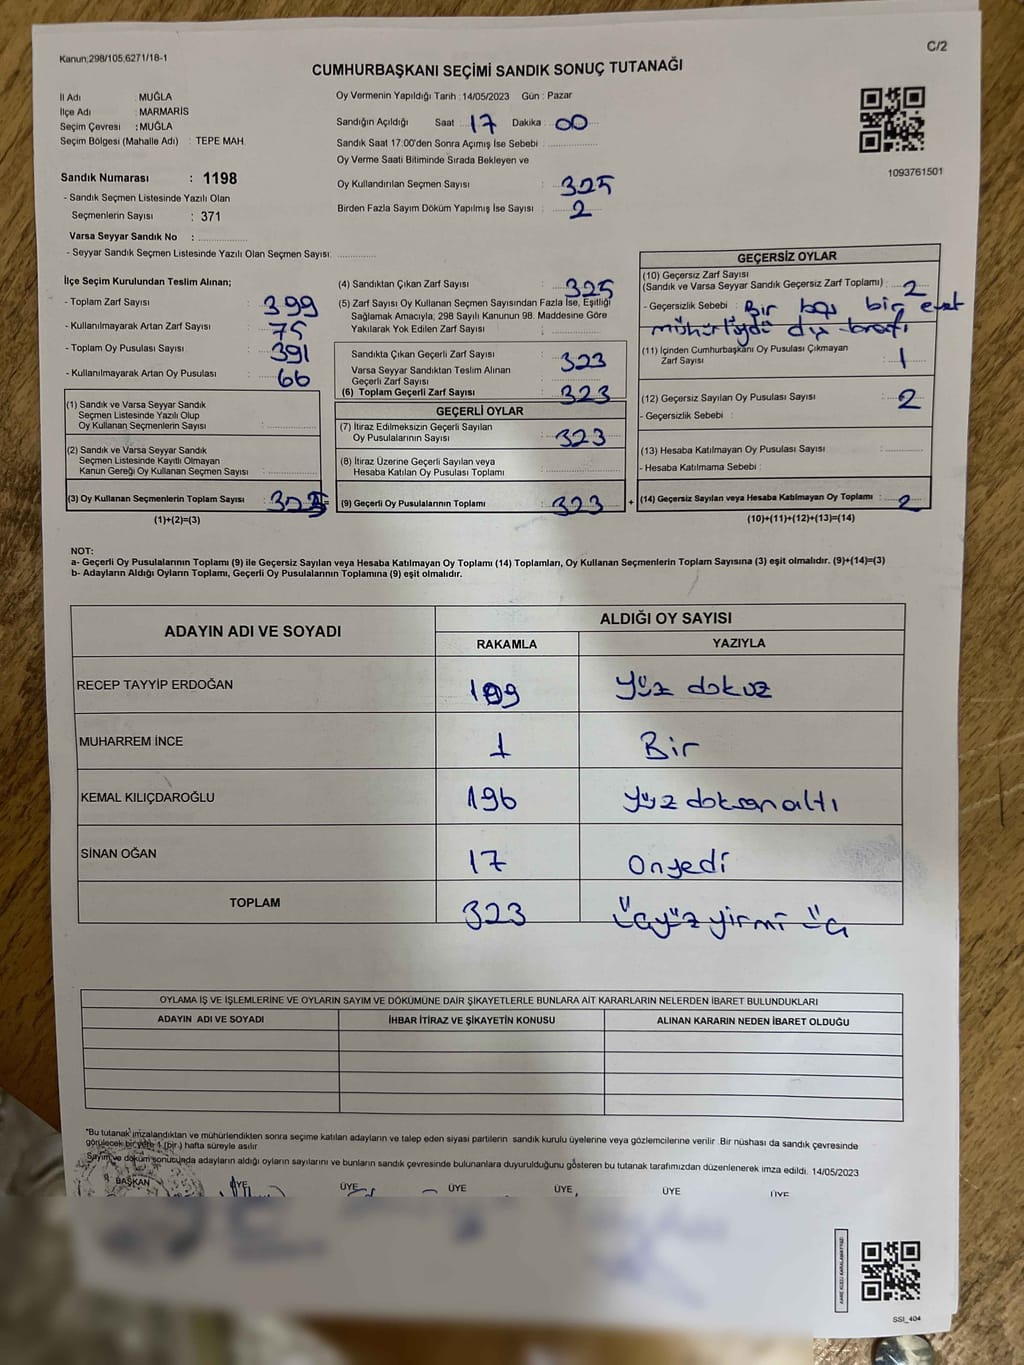 Kanun;298/105;6271/18-1
C/2
CUMHURBAŞKANI SEÇİMİ SANDIK SONUÇ TUTANAĞI
İl Adı : MUĞLA
İlçe Adı : MARMARİS
Seçim Çevresi : MUĞLA
Seçim Bölgesi (Mahalle Adı) : TEPE MAH.
Oy Vermenin Yapıldığı Tarih : 14/05/2023 Gün : Pazar
Sandığın Açıldığı Saat 17 Dakika 00
Sandık Saat 17:00'den Sonra Açımış İse Sebebi :
Oy Verme Saati Bitiminde Sırada Bekleyen ve
Oy Kullandırılan Seçmen Sayısı : 325
Birden Fazla Sayım Döküm Yapılmış İse Sayısı : 2
1093761501
Sandık Numarası : 1198
- Sandık Seçmen Listesinde Yazılı Olan
Seçmenlerin Sayısı : 371
Varsa Seyyar Sandık No :
- Seyyar Sandık Seçmen Listesinde Yazılı Olan Seçmen Sayısı:
İlçe Seçim Kurulundan Teslim Alınan;
- Toplam Zarf Sayısı : 399
- Kullanılmayarak Artan Zarf Sayısı : 75
- Toplam Oy Pusulası Sayısı : 391
- Kullanılmayarak Artan Oy Pusulası : 66
(1) Sandık ve Varsa Seyyar Sandık
Seçmen Listesinde Yazılı Olup
Oy Kullanan Seçmenlerin Sayısı :
(2) Sandık ve Varsa Seyyar Sandık
Seçmen Listesinde Kayıtlı Olmayan
Kanun Gereği Oy Kullanan Seçmen Sayısı :
(3) Oy Kullanan Seçmenlerin Toplam Sayısı : 325
(1)+(2)=(3)
(4) Sandıktan Çıkan Zarf Sayısı : 325
(5) Zarf Sayısı Oy Kullanan Seçmen Sayısından Fazla İse, Eşitliği
Sağlamak Amacıyla, 298 Sayılı Kanunun 98. Maddesine Göre
Yakılarak Yok Edilen Zarf Sayısı :
Sandıkta Çıkan Geçerli Zarf Sayısı : 323
Varsa Seyyar Sandıktan Teslim Alınan
Geçerli Zarf Sayısı :
(6) Toplam Geçerli Zarf Sayısı : 323
GEÇERLİ OYLAR
(7) İtiraz Edilmeksizin Geçerli Sayılan
Oy Pusulalarının Sayısı : 323
(8) İtiraz Üzerine Geçerli Sayılan veya
Hesaba Katılan Oy Pusulası Toplamı :
(9) Geçerli Oy Pusulalarının Toplamı : 323
GEÇERSİZ OYLAR
(10) Geçersiz Zarf Sayısı
(Sandık ve Varsa Seyyar Sandık Geçersiz Zarf Toplamı) : 2
- Geçersizlik Sebebi : Bir boş bir evet
mühürlüydü
(11) İçinden Cumhurbaşkanı Oy Pusulası Çıkmayan
Zarf Sayısı : 1
(12) Geçersiz Sayılan Oy Pusulası Sayısı : 2
- Geçersizlik Sebebi :
(13) Hesaba Katılmayan Oy Pusulası Sayısı :
- Hesaba Katılmama Sebebi :
+ (14) Geçersiz Sayılan veya Hesaba Katılmayan Oy Toplamı : 2
(10)+(11)+(12)+(13)=(14)
NOT:
a- Geçerli Oy Pusulalarının Toplamı (9) ile Geçersiz Sayılan veya Hesaba Katılmayan Oy Toplamı (14) Toplamları, Oy Kullanan Seçmenlerin Toplam Sayısına (3) eşit olmalıdır. (9)+(14)=(3)
b- Adayların Aldığı Oyların Toplamı, Geçerli Oy Pusulalarının Toplamına (9) eşit olmalıdır.
ADAYIN ADI VE SOYADI
ALDIĞI OY SAYISI
RAKAMLA YAZIYLA
RECEP TAYYİP ERDOĞAN 109 Yüz dokuz
MUHARREM İNCE 1 Bir
KEMAL KILIÇDAROĞLU 196 Yüz doksan altı
SİNAN OĞAN 17 Onyedi
TOPLAM 323 Üçyüz yirmi üç
OYLAMA İŞ VE İŞLEMLERİNE VE OYLARIN SAYIM VE DÖKÜMÜNE DAİR ŞİKAYETLERLE BUNLARA AİT KARARLARIN NELERDEN İBARET BULUNDUKLARI
ADAYIN ADI VE SOYADI İHBAR İTİRAZ VE ŞİKAYETİN KONUSU ALINAN KARARIN NEDEN İBARET OLDUĞU
*Bu tutanak imzalandıktan ve mühürlendikten sonra seçime katılan adayların ve talep eden siyasi partilerin sandık kurulu üyelerine veya gözlemcilerine verilir .Bir nüshası da sandık çevresinde
görülecek bir yere 1 (bir ) hafta süreyle asılır
Sayım ve döküm sonucunda adayların aldığı oyların sayılarını ve bunların sandık çevresinde bulunanlara duyurulduğunu gösteren bu tutanak tarafımızdan düzenlenerek imza edildi. 14/05/2023
BAŞKAN ÜYE ÜYE ÜYE ÜYE ÜYE ÜYE
SSI_404